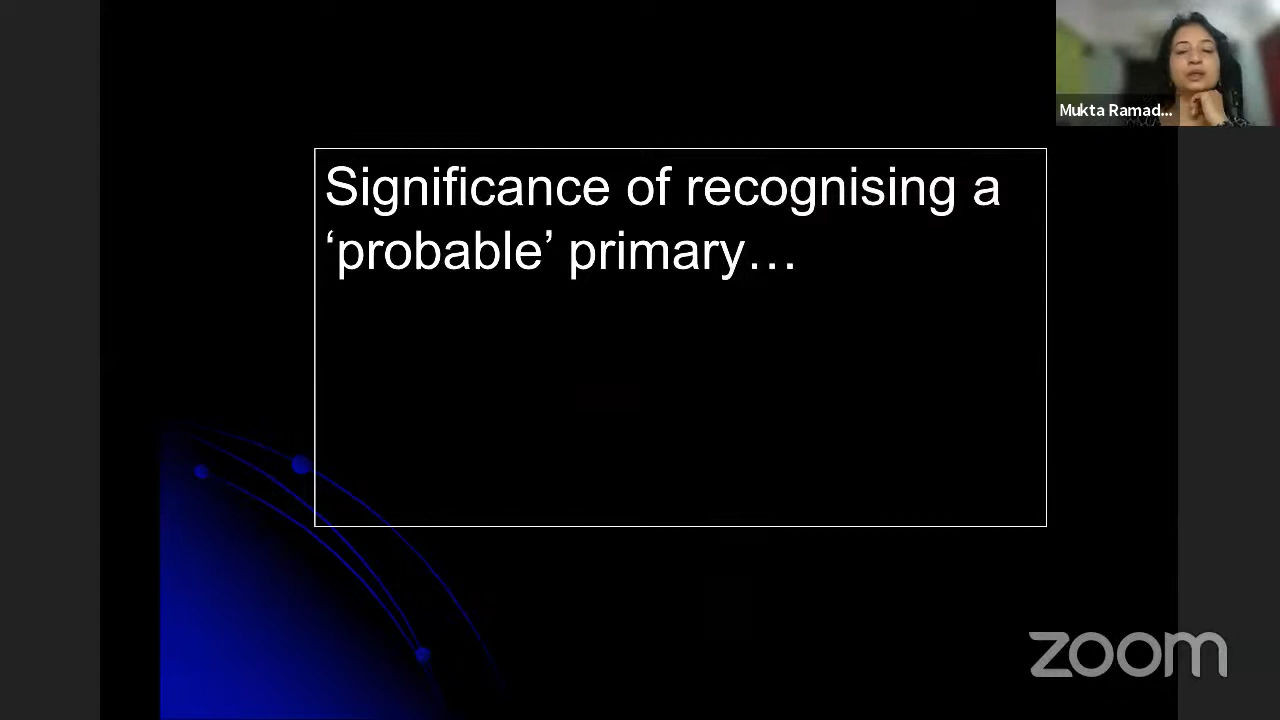 Mukta Ramad...
Significance of recognising a
‘probable’ primary…
zoom